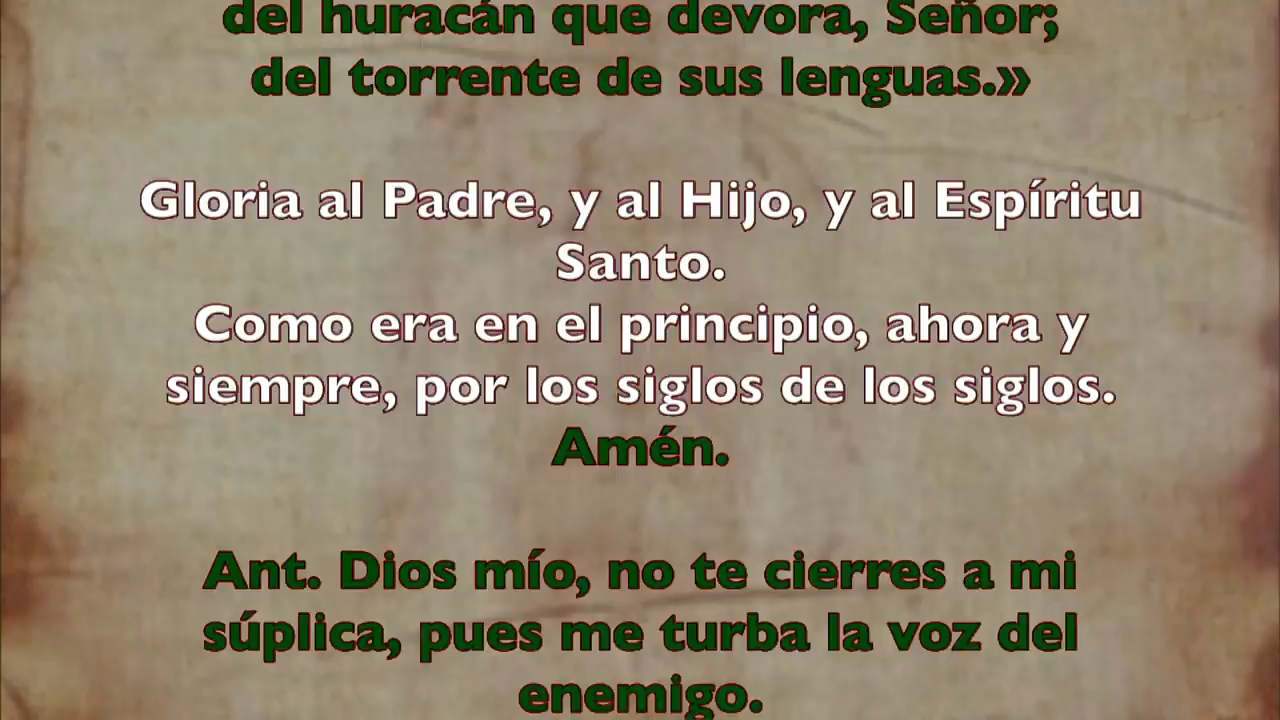 del huracán que devora, Señor;
del torrente de sus lenguas.»
Gloria al Padre, y al Hijo, y al Espíritu
Santo.
Como era en el principio, ahora y
siempre, por los siglos de los siglos.
Amén.
Ant. Dios mío, no te cierres a mi
súplica, pues me turba la voz del
enemigo.